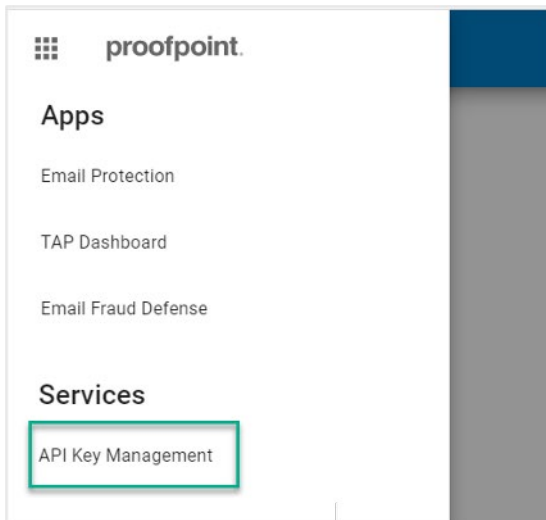 proofpoint.
Apps
Email Protection
TAP Dashboard
Email Fraud Defense
Services
API Key Management